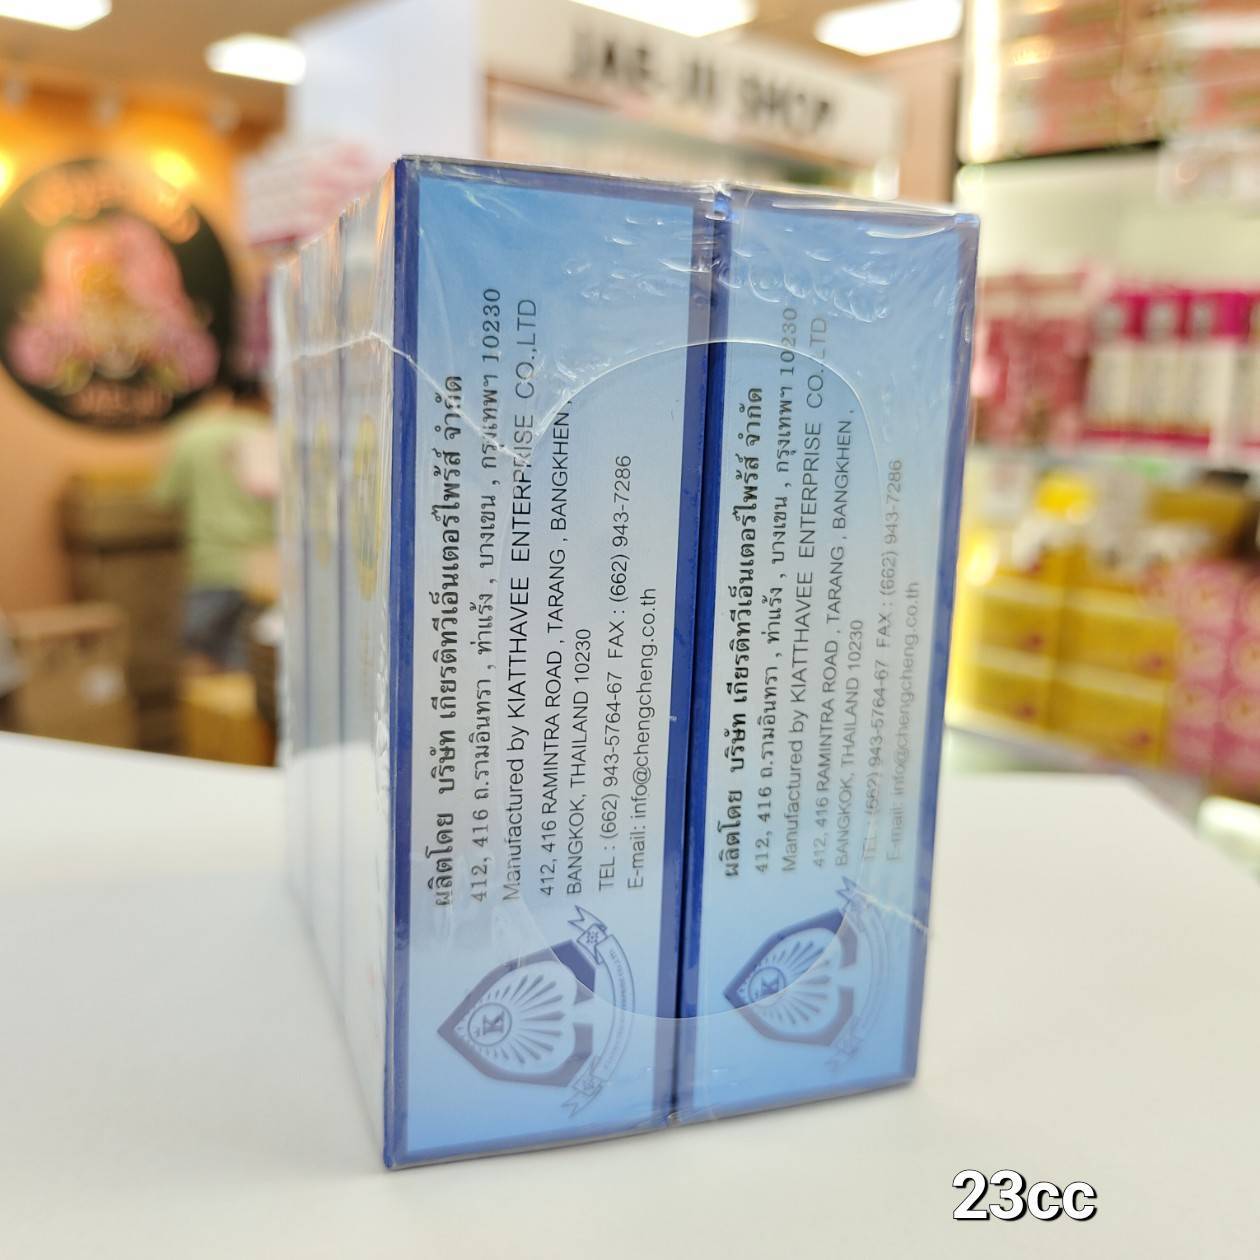 JAE JI SHOP
ผลิตโดย บริษัท เกียรติทวีเอ็นเตอร์ไพร้ส์ จำกัด
412, 416 ถ.รามอินทรา , ท่าแร้ง , บางเขน , กรุงเทพฯ 10230
Manufactured by KIATTHAVEE ENTERPRISE CO.,LTD
412, 416 RAMINTRA ROAD , TARANG , BANGKHEN ,
BANGKOK, THAILAND 10230
TEL : (662) 943-5764-67 FAX : (662) 943-7286
E-mail: info@chengcheng.co.th
K
ผลิตโดย บริษัท เกียรติทวีเอ็นเตอร์ไพร้ส์ จำกัด
412, 416 ถ.รามอินทรา , ท่าแร้ง , บางเขน , กรุงเทพฯ 10230
Manufactured by KIATTHAVEE ENTERPRISE CO.,LTD
412, 416 RAMINTRA ROAD , TARANG , BANGKHEN ,
BANGKOK, THAILAND 10230
TEL : (662) 943-5764-67 FAX : (662) 943-7286
E-mail: info@chengcheng.co.th
K
23cc